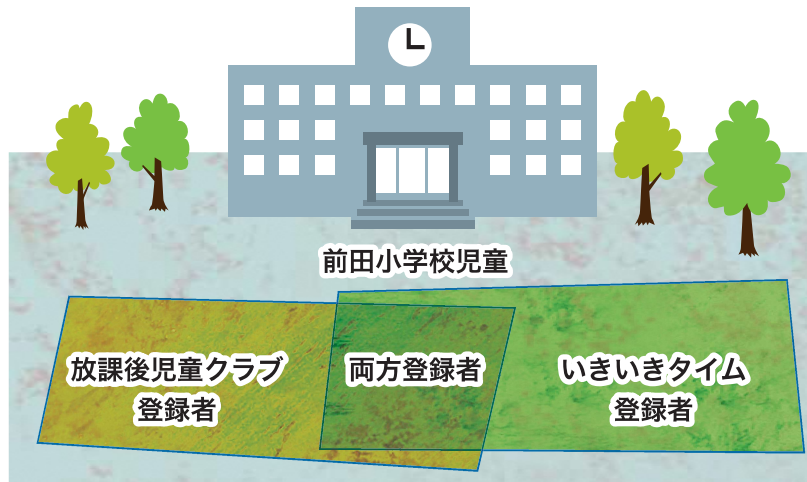 前田小学校児童
放課後児童クラブ
登録者
両方登録者
いきいきタイム
登録者